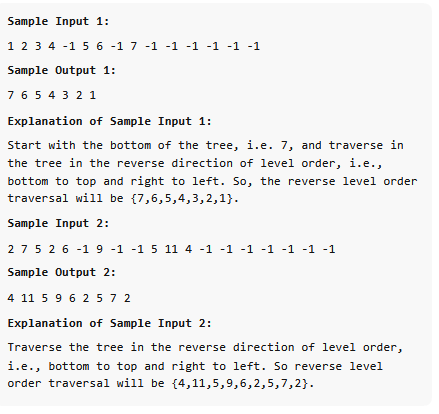 Sample Input 1:
1 2 3 4 -1 5 6 -1 7 -1 -1 -1 -1 -1 -1
Sample Output 1:
7 6 5 4 3 2 1
Explanation of Sample Input 1:
Start with the bottom of the tree, i.e. 7, and traverse in
the tree in the reverse direction of level order, i.e.,
bottom to top and right to left. So, the reverse level order
traversal will be {7,6,5,4,3,2,1}.
Sample Input 2:
2 7 5 2 6 -1 9 -1 -1 5 11 4 -1 -1 -1 -1 -1 -1 -1
Sample Output 2:
4 11 5 9 6 2 5 7 2
Explanation of Sample Input 2:
Traverse the tree in the reverse direction of level order,
i.e., bottom to top and right to left. So reverse level
order traversal will be {4,11,5,9,6,2,5,7,2}.